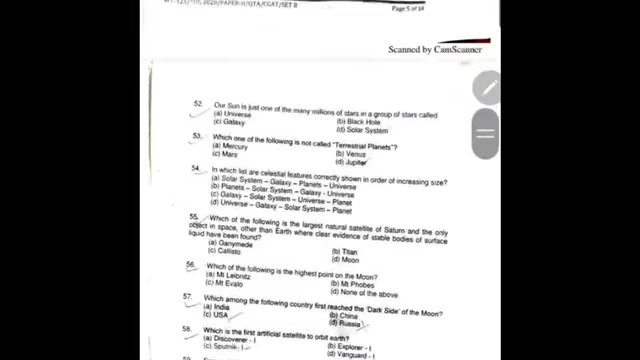 2020/PAPER-II/QTA/EGAT/SET B
Page 5 of 14
Scanned by CamScanner
52. Our Sun is just one of the many millions of stars in a group of stars called
(a) Universe (b) Black Hole
(c) Galaxy (d) Solar System
53. Which one of the following is not called "Terrestrial Planets"?
(a) Mercury (b) Venus
(c) Mars (d) Jupiter
54. In which list are celestial features correctly shown in order of increasing size?
(a) Solar System – Galaxy – Planets – Universe
(b) Planets – Solar System – Galaxy - Universe
(c) Galaxy – Solar System – Universe – Planet
(d) Universe – Galaxy – Solar System – Planet
55. Which of the following is the largest natural satellite of Saturn and the only
object in space, other than Earth where clear evidence of stable bodies of surface
liquid have been found?
(a) Ganymede (b) Titan
(c) Callisto (d) Moon
56. Which of the following is the highest point on the Moon?
(a) Mt Leibnitz (b) Mt Phobes
(c) Mt Evalo (d) None of the above
57. Which among the following country first reached the 'Dark Side' of the Moon?
(a) India (b) China
(c) USA (d) Russia
58. Which is the first artificial satellite to orbit earth?
(a) Discoverer - I (b) Explorer - I
(c) Sputnik - I (d) Vanguard - I
59.